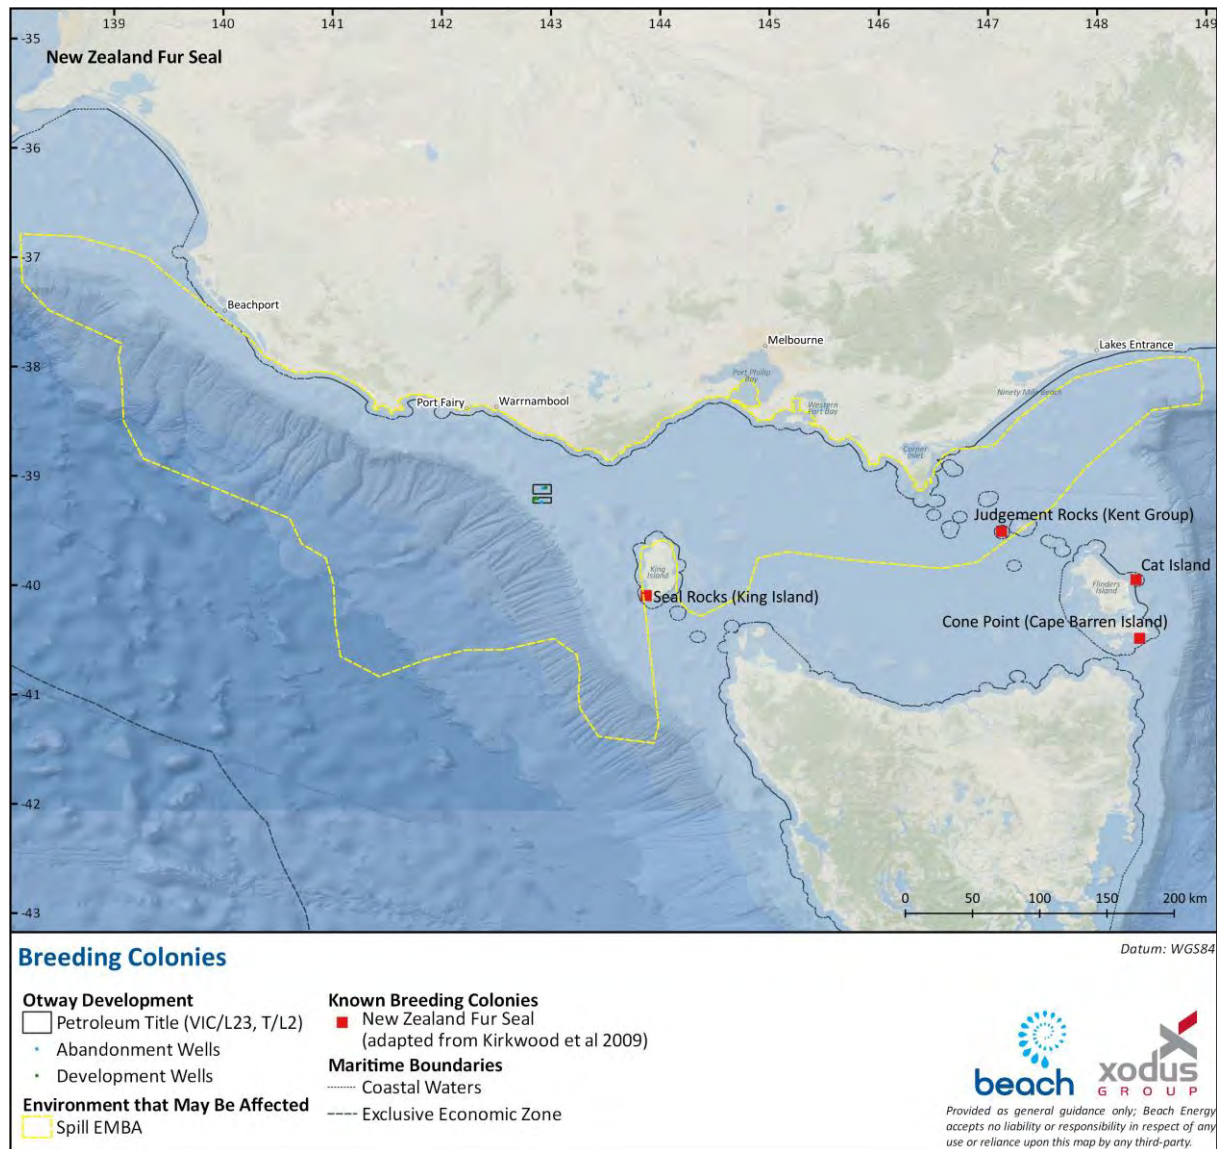 139 140 141 142 143 144 145 146 147 148 149
-35
New Zealand Fur Seal
-36
-37
Beachport
Melbourne
Lakes Entrance
-38
Port Phillip
Bay
Ninety Mile Beach
Port Fairy
Warrnambool
Western
Port Bay
Corner
Inlet
-39
Judgement Rocks (Kent Group)
Cat Island
-40
King
Island
Flinders
Island
Seal Rocks (King Island)
Cone Point (Cape Barren Island)
-41
-42
0 50 100 150 200 km
-43
Breeding Colonies
Datum: WGS84
Otway Development
Petroleum Title (VIC/L23, T/L2)
Abandonment Wells
Development Wells
Environment that May Be Affected
Spill EMBA
Known Breeding Colonies
New Zealand Fur Seal
(adapted from Kirkwood et al 2009)
Maritime Boundaries
Coastal Waters
Exclusive Economic Zone
beach
xodus
GROUP
Provided as general guidance only; Beach Energy
accepts no liability or responsibility in respect of any
use or reliance upon this map by any third-party.